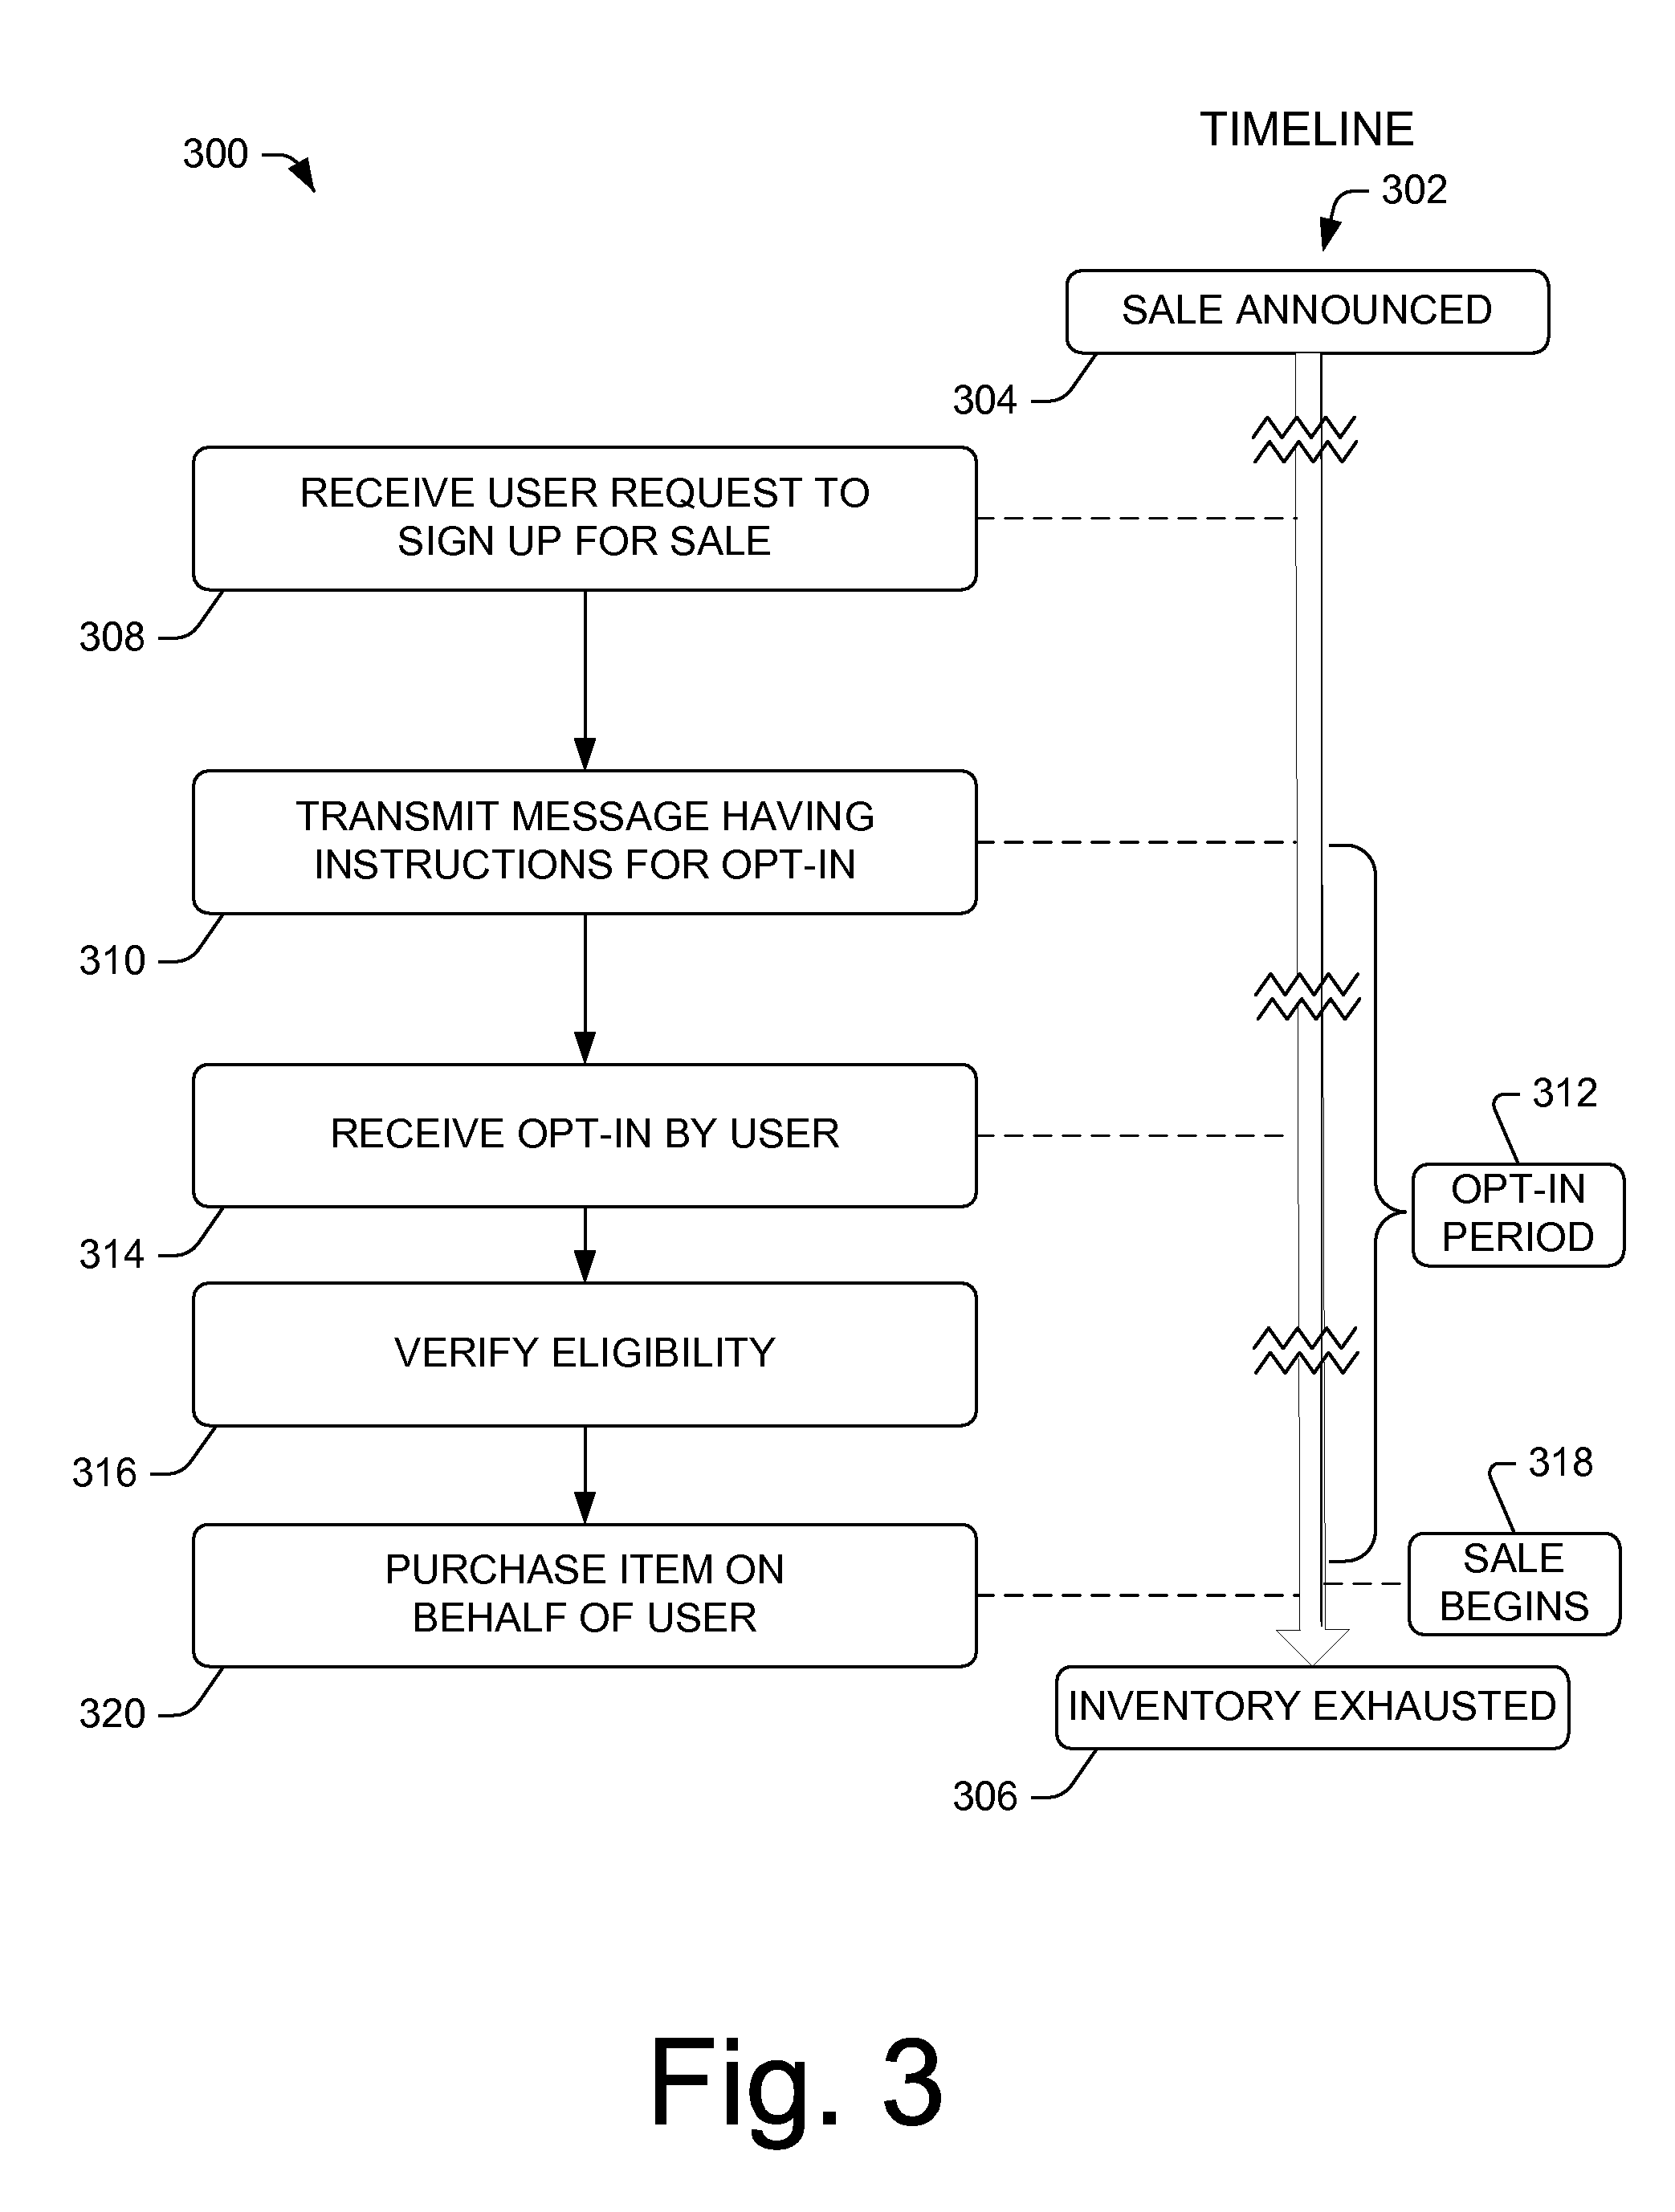 TIMELINE
300
302
SALE ANNOUNCED
304
RECEIVE USER REQUEST TO
SIGN UP FOR SALE
308
TRANSMIT MESSAGE HAVING
INSTRUCTIONS FOR OPT-IN
310
312
RECEIVE OPT-IN BY USER
OPT-IN
PERIOD
314
VERIFY ELIGIBILITY
316
318
PURCHASE ITEM ON
BEHALF OF USER
SALE
BEGINS
320
INVENTORY EXHAUSTED
306
Fig. 3